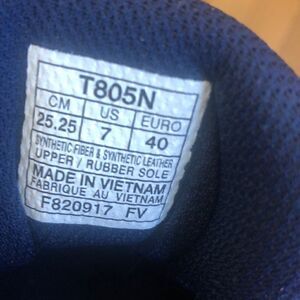 T805N
CM US EURO
25.25 7 40
SYNTHETIC-FIBER & SYNTHETIC LEATHER
UPPER / RUBBER SOLE
MADE IN VIETNAM
FABRIQUE AU VIETNAM
F820917 FV